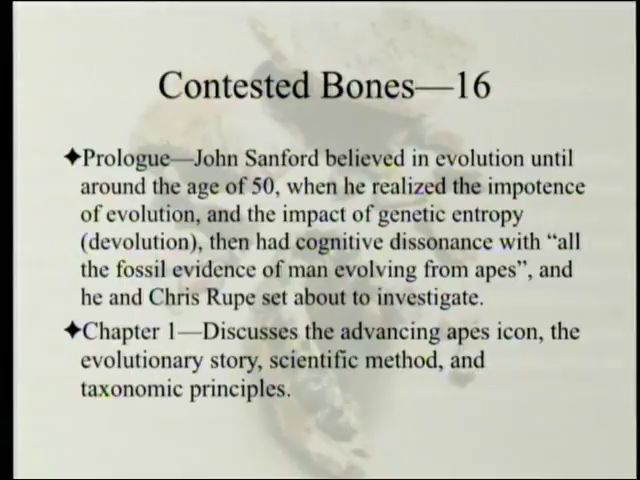 Contested Bones—16
✦Prologue—John Sanford believed in evolution until
around the age of 50, when he realized the impotence
of evolution, and the impact of genetic entropy
(devolution), then had cognitive dissonance with “all
the fossil evidence of man evolving from apes”, and
he and Chris Rupe set about to investigate.
✦Chapter 1—Discusses the advancing apes icon, the
evolutionary story, scientific method, and
taxonomic principles.